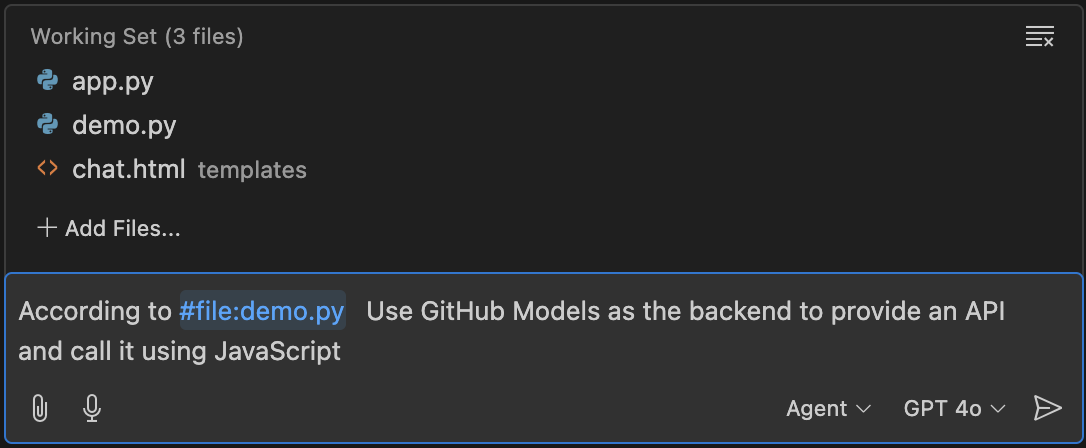 Working Set (3 files)
app.py
demo.py
chat.html templates
+ Add Files...
According to #file:demo.py Use GitHub Models as the backend to provide an API
and call it using JavaScript
Agent GPT 4o